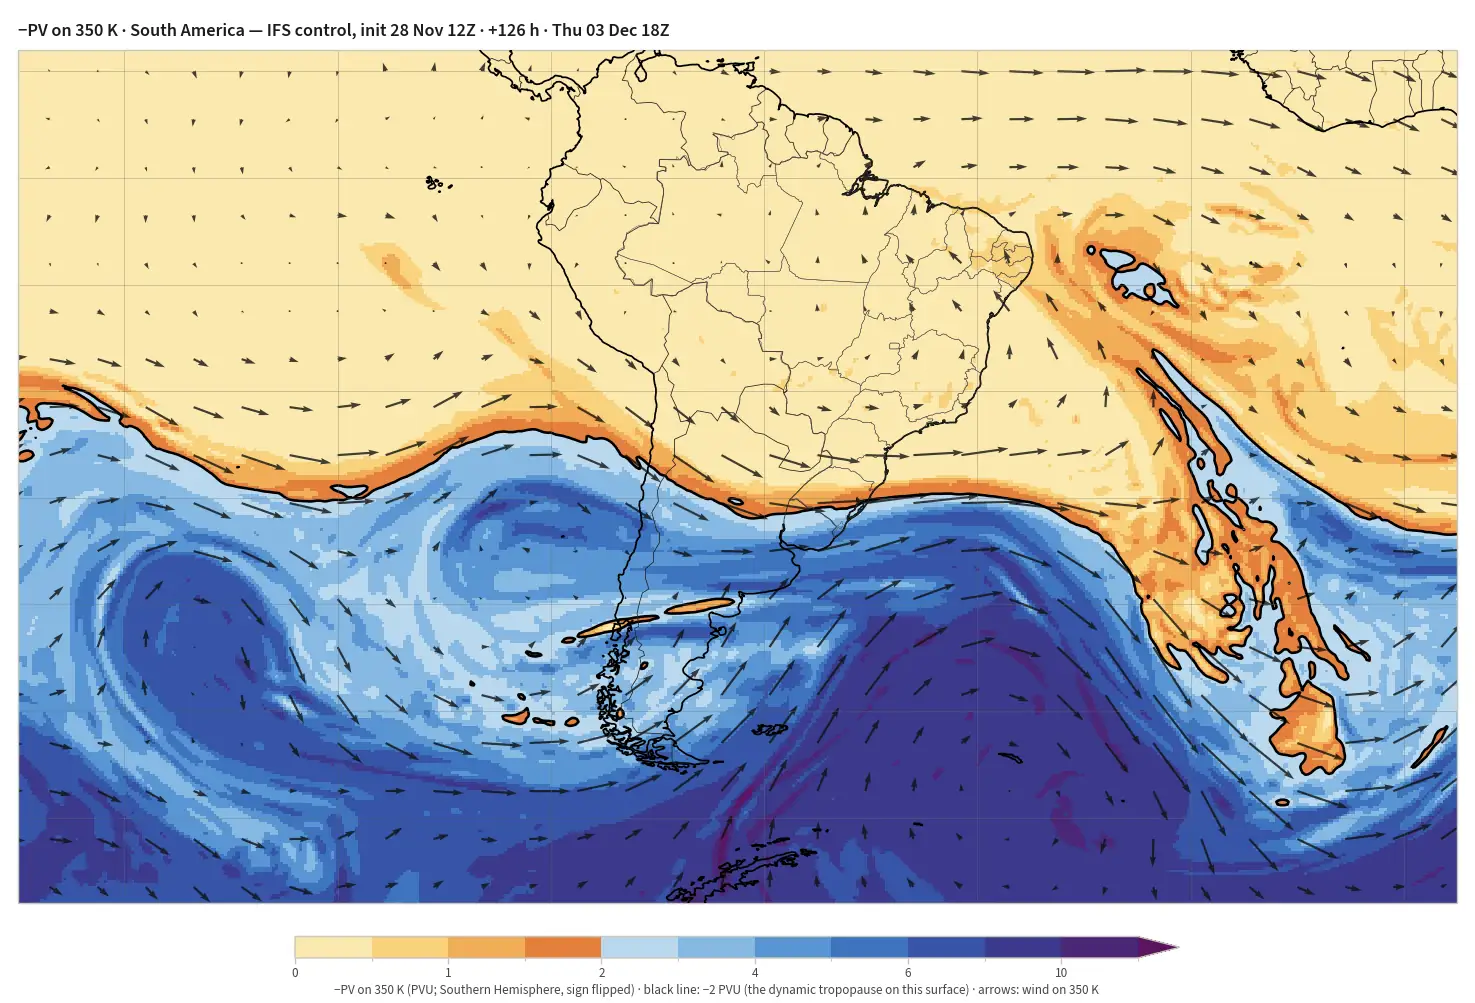 −PV on 350 K · South America — IFS control, init 28 Nov 12Z · +126 h · Thu 03 Dec 18Z
0 1 2 4 6 10
−PV on 350 K (PVU; Southern Hemisphere, sign flipped) · black line: −2 PVU (the dynamic tropopause on this surface) · arrows: wind on 350 K